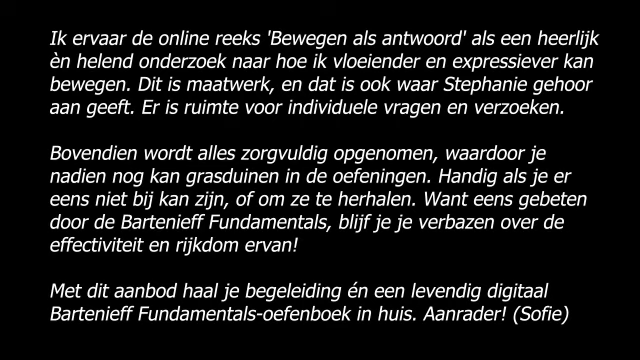 Ik ervaar de online reeks 'Bewegen als antwoord' als een heerlijk
èn helend onderzoek naar hoe ik vloeiender en expressiever kan
bewegen. Dit is maatwerk, en dat is ook waar Stephanie gehoor
aan geeft. Er is ruimte voor individuele vragen en verzoeken.
Bovendien wordt alles zorgvuldig opgenomen, waardoor je
nadien nog kan grasduinen in de oefeningen. Handig als je er
eens niet bij kan zijn, of om ze te herhalen. Want eens gebeten
door de Bartenieff Fundamentals, blijf je je verbazen over de
effectiviteit en rijkdom ervan!
Met dit aanbod haal je begeleiding én een levendig digitaal
Bartenieff Fundamentals-oefenboek in huis. Aanrader! (Sofie)